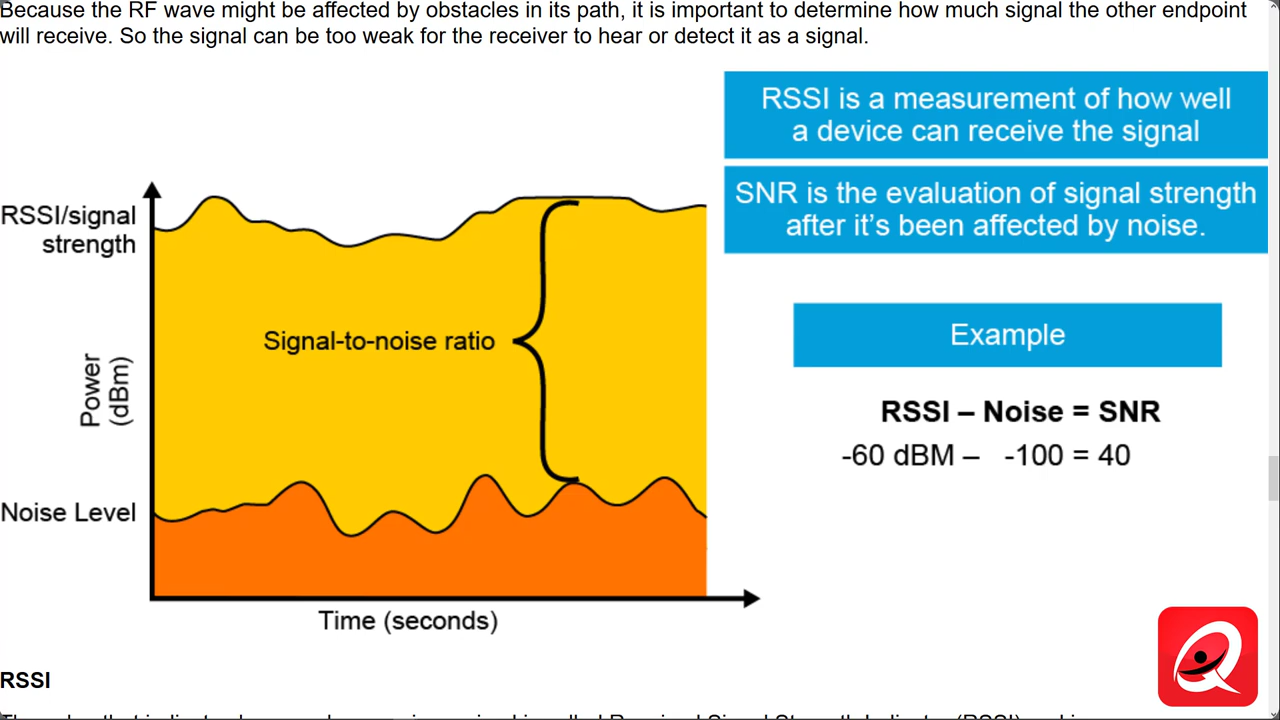 Because the RF wave might be affected by obstacles in its path, it is important to determine how much signal the other endpoint
will receive. So the signal can be too weak for the receiver to hear or detect it as a signal.
RSSI is a measurement of how well
a device can receive the signal
SNR is the evaluation of signal strength
after it's been affected by noise.
RSSI/signal
strength
Signal-to-noise ratio
Power
(dBm)
Noise Level
Time (seconds)
Example
RSSI – Noise = SNR
-60 dBM – -100 = 40
RSSI